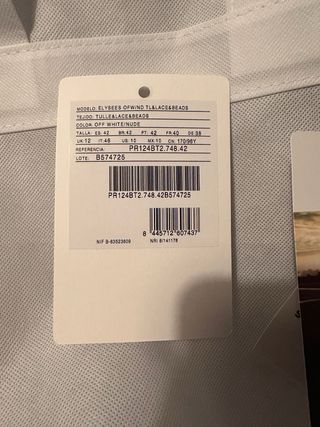 MODELO: ELYSEES OFWIND TL&LACE&BEADS
TEJIDO: TULLE&LACE&BEADS
COLOR: OFF WHITE/NUDE
TALLA ES: 42 BR: 42 PT: 42 FR: 40 DE: 38
UK: 12 IT: 46 US: 10 MX: 10 CN: 170/96Y
REFERENCIA: PR124BT2.748.42
LOTE: B574725
PR124BT2.748.42B574725
8 445712 607437
NIF B-63523609 NRI B/141178